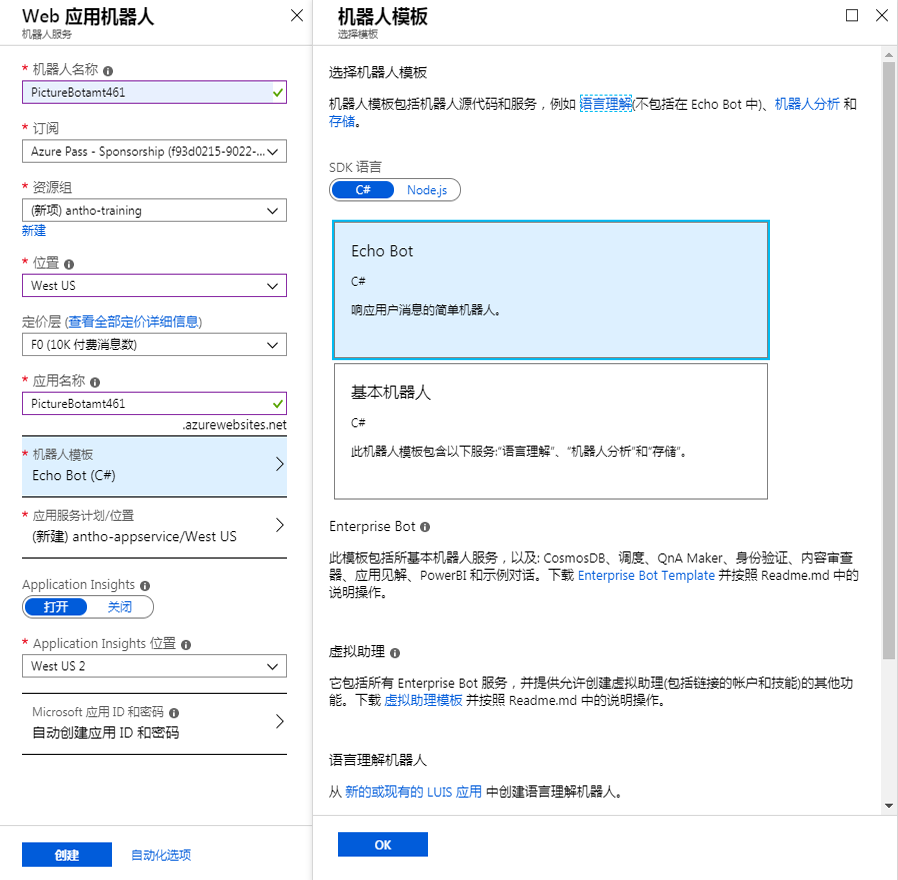 Web 应用机器人
机器人服务
* 机器人名称
PictureBotamt461
* 订阅
Azure Pass - Sponsorship (f93d0215-9022-...
* 资源组
(新项) antho-training
新建
* 位置
West US
定价层 (查看全部定价详细信息)
F0 (10K 付费消息数)
* 应用名称
PictureBotamt461
.azurewebsites.net
* 机器人模板
Echo Bot (C#)
* 应用服务计划/位置
(新建) antho-appservice/West US
Application Insights
打开 关闭
* Application Insights 位置
West US 2
Microsoft 应用 ID 和密码
自动创建应用 ID 和密码
创建 自动化选项
机器人模板
选择模板
选择机器人模板
机器人模板包括机器人源代码和服务，例如 语言理解(不包括在 Echo Bot 中)、机器人分析 和
存储。
SDK 语言
C# Node.js
Echo Bot
C#
响应用户消息的简单机器人。
基本机器人
C#
此机器人模板包含以下服务:“语言理解”、“机器人分析”和“存储”。
Enterprise Bot
此模板包括所基本机器人服务，以及: CosmosDB、调度、QnA Maker、身份验证、内容审查
器、应用见解、PowerBI 和示例对话。下载 Enterprise Bot Template 并按照 Readme.md 中的
说明操作。
虚拟助理
它包括所有 Enterprise Bot 服务，并提供允许创建虚拟助理(包括链接的帐户和技能)的其他功
能。下载 虚拟助理模板 并按照 Readme.md 中的说明操作。
语言理解机器人
从 新的或现有的 LUIS 应用 中创建语言理解机器人。
OK